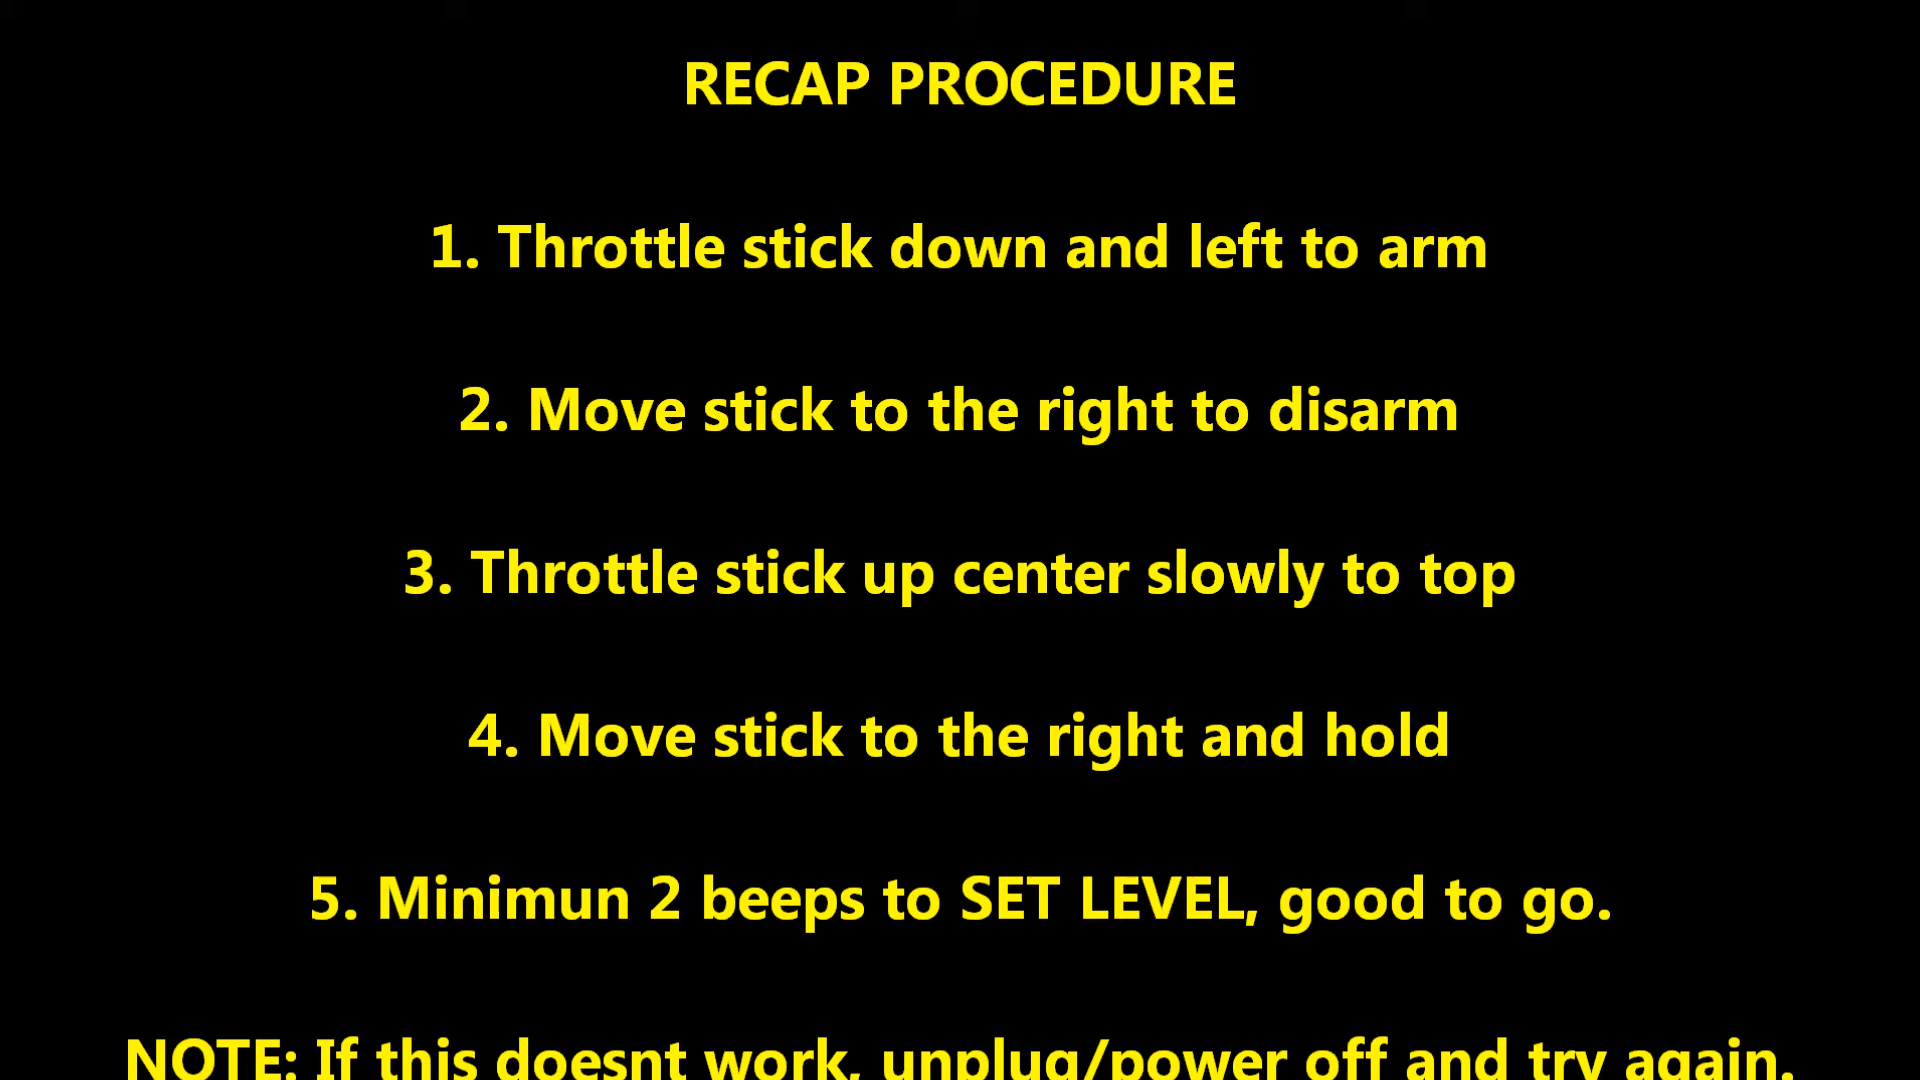 RECAP PROCEDURE
1. Throttle stick down and left to arm
2. Move stick to the right to disarm
3. Throttle stick up center slowly to top
4. Move stick to the right and hold
5. Minimun 2 beeps to SET LEVEL, good to go.
NOTE: If this doesnt work, unplug/power off and try again.